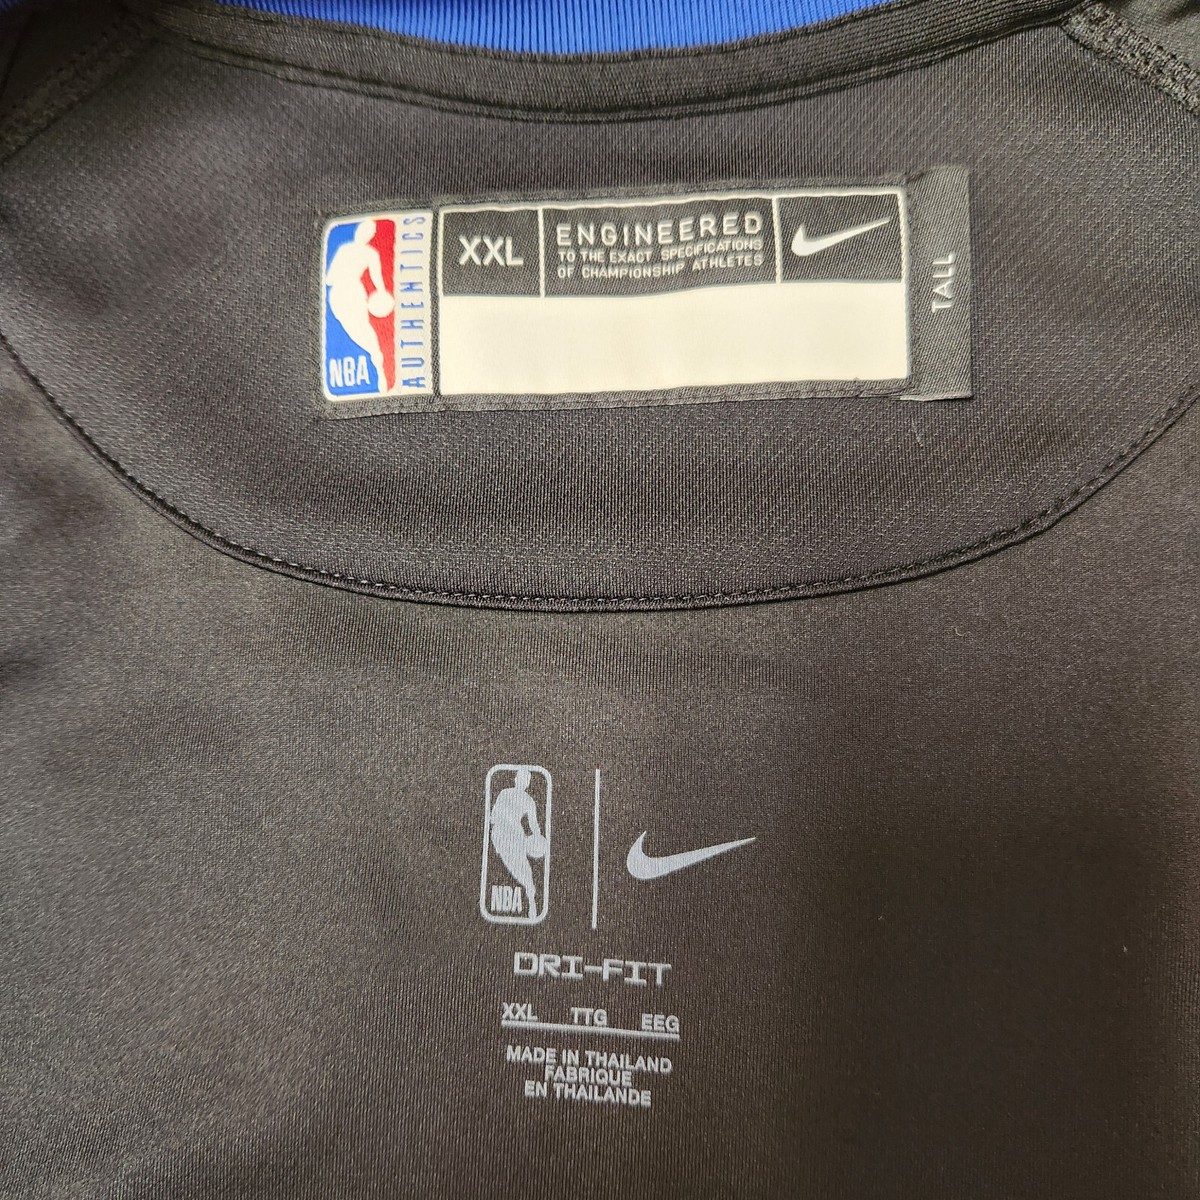 NBA
AUTHENTICS
XXL
ENGINEERED
TO THE EXACT SPECIFICATIONS
OF CHAMPIONSHIP ATHLETES
TALL
NBA
DRI-FIT
XXL TTG EEG
MADE IN THAILAND
FABRIQUE
EN THAILANDE